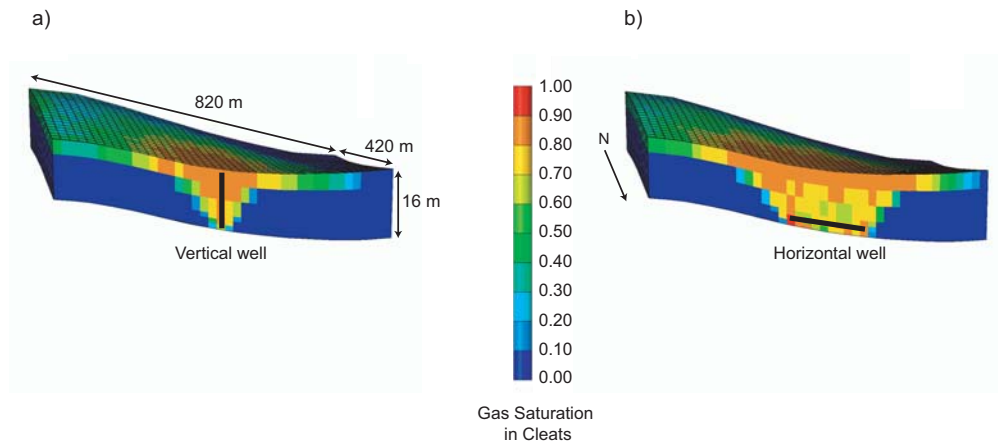 a)
b)
820 m
420 m
16 m
Vertical well
1.00
0.90
0.80
0.70
0.60
0.50
0.40
0.30
0.20
0.10
0.00
Gas Saturation
in Cleats
N
Horizontal well